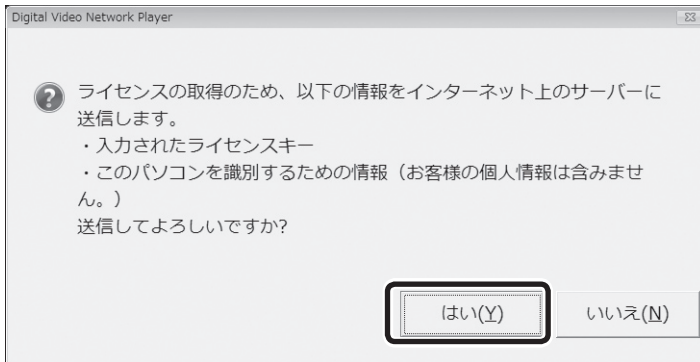 Digital Video Network Player
ライセンスの取得のため、以下の情報をインターネット上のサーバーに
送信します。
・入力されたライセンスキー
・このパソコンを識別するための情報（お客様の個人情報は含みませ
ん。）
送信してよろしいですか?
はい(Y) いいえ(N)